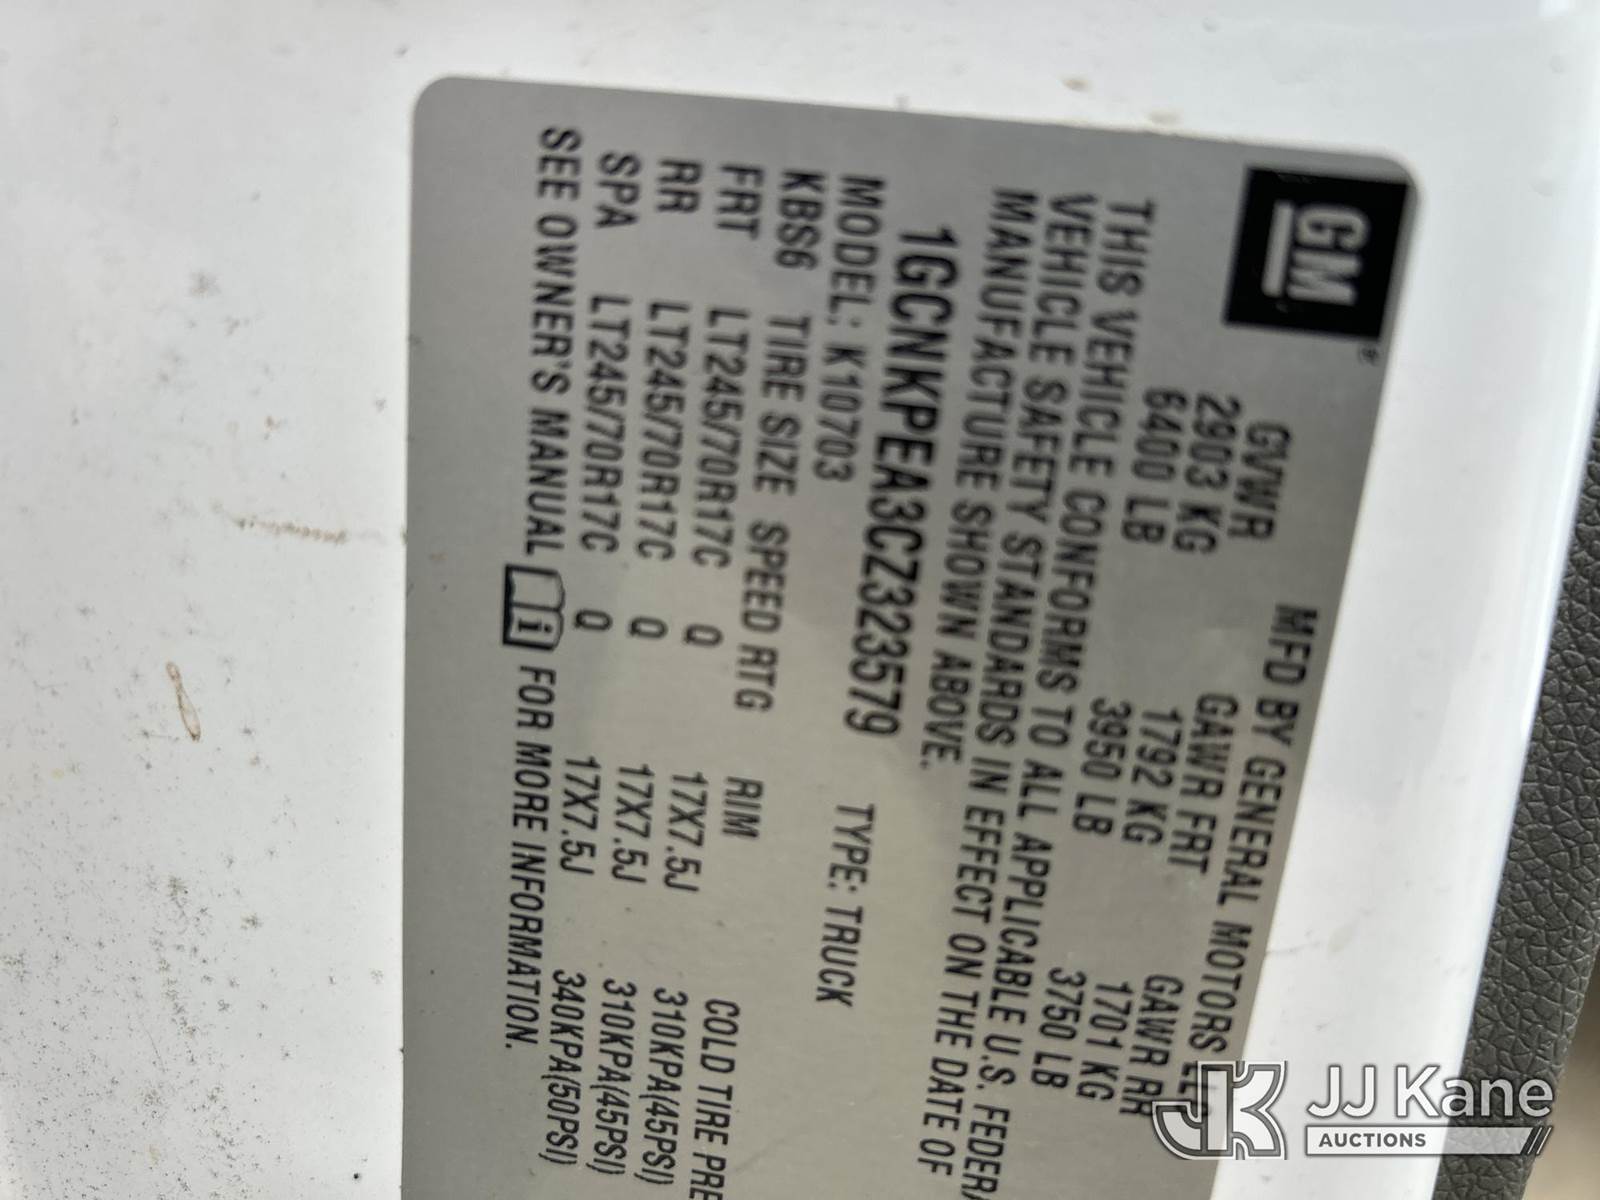 GM
MFD BY GENERAL MOTORS LLC
GVWR GAWR FRT GAWR RR
2903 KG 1792 KG 1701 KG
6400 LB 3950 LB 3750 LB
THIS VEHICLE CONFORMS TO ALL APPLICABLE U.S. FEDERA
VEHICLE SAFETY STANDARDS IN EFFECT ON THE DATE OF
MANUFACTURE SHOWN ABOVE.
1GCNKPEA3CZ323579 TYPE: TRUCK
MODEL: K10703
KBS6 TIRE SIZE SPEED RTG RIM COLD TIRE PRE
FRT LT245/70R17C Q 17X7.5J 310KPA(45PSI)
RR LT245/70R17C Q 17X7.5J 310KPA(45PSI)
SPA LT245/70R17C Q 17X7.5J 340KPA(50PSI)
SEE OWNER'S MANUAL i FOR MORE INFORMATION.
JK JJ Kane
AUCTIONS